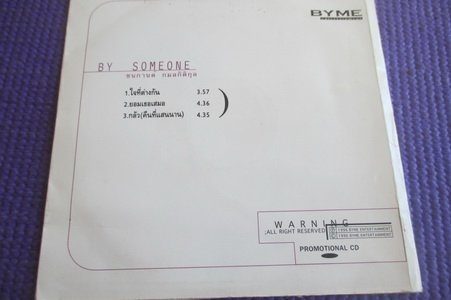 BYME
BY SOMEONE
ชนกานต์ กมลกิติกุล
1.ใจที่ต่างกัน 3.57
2.ยอมเธอเสมอ 4.36
3.กลัว(คืนที่แสนนาน) 4.35
WARNING
:ALL RIGHT RESERVED
BYME ENTERTAINMENT
BYME ENTERTAINMENT
PROMOTIONAL CD